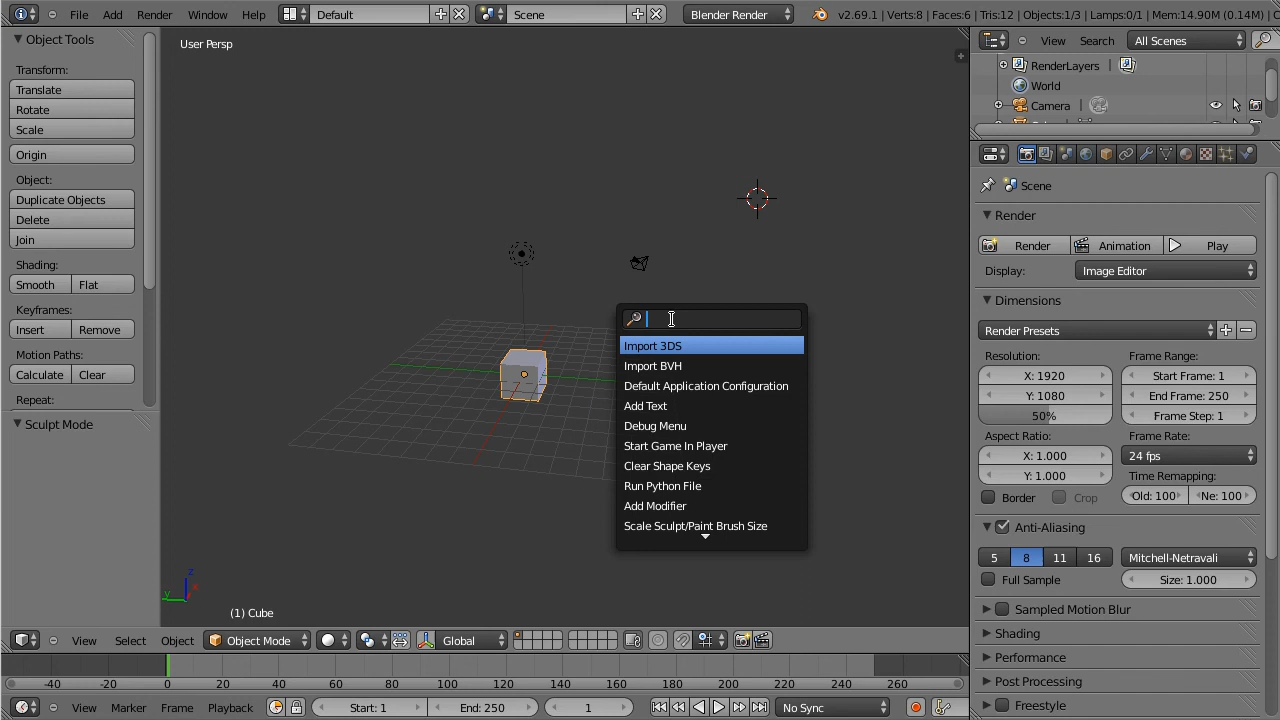 File Add Render Window Help Default Scene Blender Render v2.69.1 | Verts:8 | Faces:6 | Tris:12 | Objects:1/3 | Lamps:0/1 | Mem:14.90M (0.14M) | C
Object Tools
Transform:
Translate
Rotate
Scale
Origin
Object:
Duplicate Objects
Delete
Join
Shading:
Smooth Flat
Keyframes:
Insert Remove
Motion Paths:
Calculate Clear
Repeat:
Sculpt Mode
User Persp
Import 3DS
Import BVH
Default Application Configuration
Add Text
Debug Menu
Start Game In Player
Clear Shape Keys
Run Python File
Add Modifier
Scale Sculpt/Paint Brush Size
z
x
y
(1) Cube
View Search All Scenes
RenderLayers |
World
Camera |
Scene
Render
Render Animation Play
Display: Image Editor
Dimensions
Render Presets
Resolution: Frame Range:
X: 1920 Start Frame: 1
Y: 1080 End Frame: 250
50% Frame Step: 1
Aspect Ratio: Frame Rate:
X: 1.000 24 fps
Y: 1.000 Time Remapping:
Border Crop Old: 100 Ne: 100
Anti-Aliasing
5 8 11 16 Mitchell-Netravali
Full Sample Size: 1.000
Sampled Motion Blur
Shading
Performance
Post Processing
Freestyle
View Select Object Object Mode Global
-40 -20 0 20 40 60 80 100 120 140 160 180 200 220 240 260
View Marker Frame Playback Start: 1 End: 250 1 No Sync